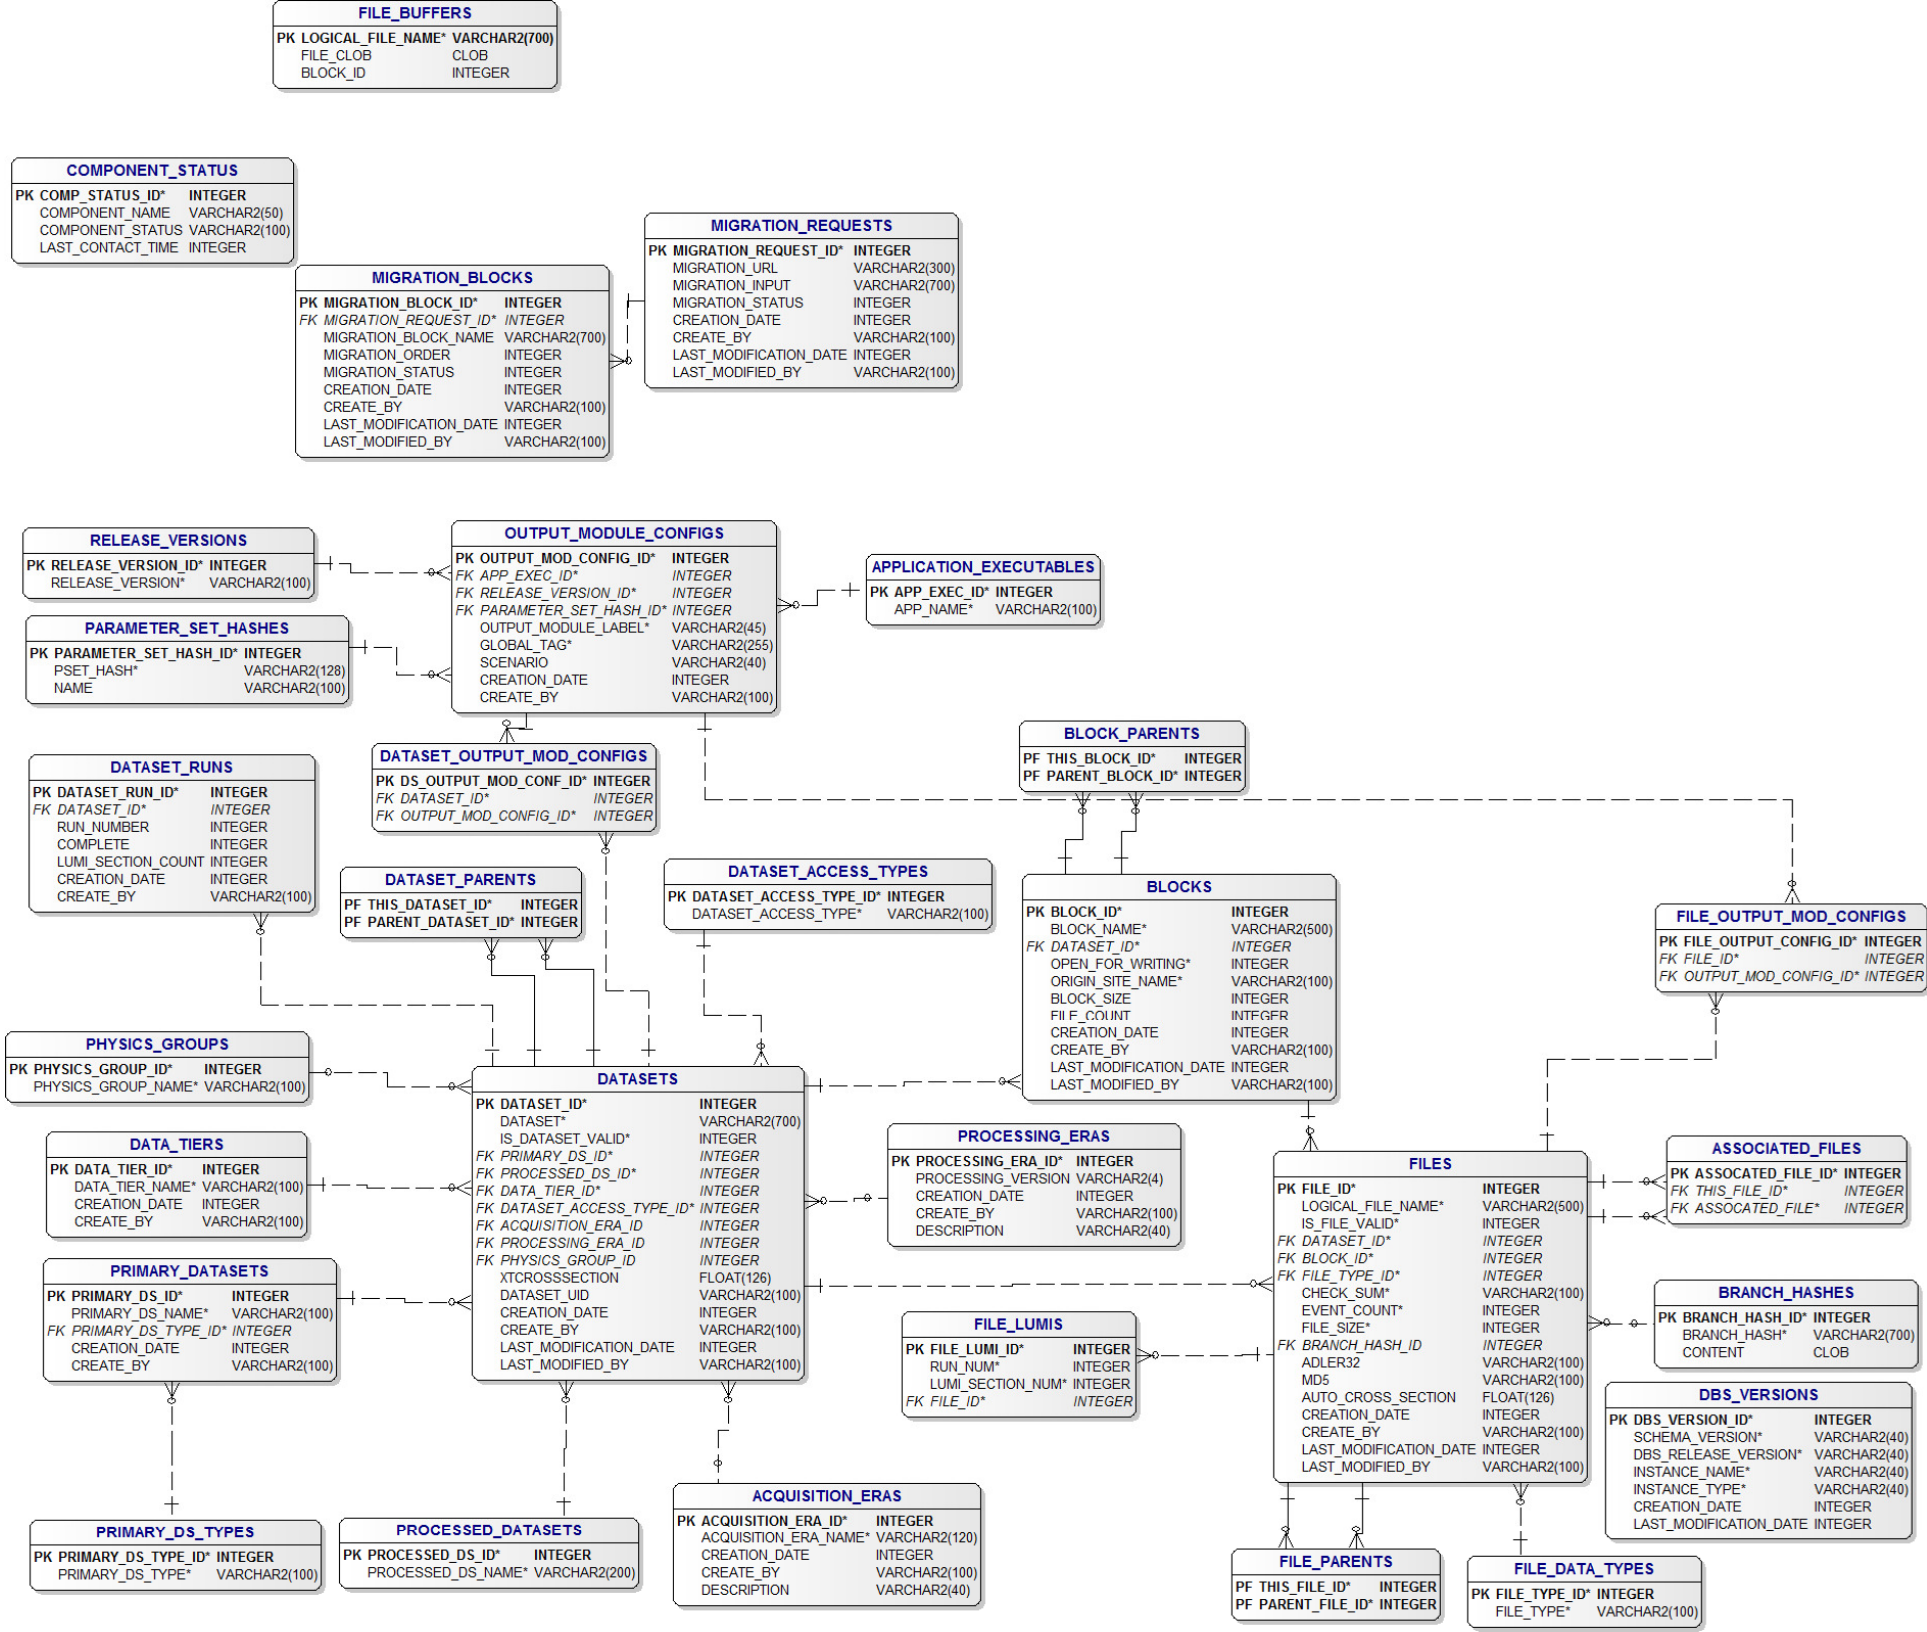 FILE_BUFFERS
PK LOGICAL_FILE_NAME* VARCHAR2(700)
FILE_CLOB CLOB
BLOCK_ID INTEGER
COMPONENT_STATUS
PK COMP_STATUS_ID* INTEGER
COMPONENT_NAME VARCHAR2(50)
COMPONENT_STATUS VARCHAR2(100)
LAST_CONTACT_TIME INTEGER
MIGRATION_REQUESTS
PK MIGRATION_REQUEST_ID* INTEGER
MIGRATION_URL VARCHAR2(300)
MIGRATION_INPUT VARCHAR2(700)
MIGRATION_STATUS INTEGER
CREATION_DATE INTEGER
CREATE_BY VARCHAR2(100)
LAST_MODIFICATION_DATE INTEGER
LAST_MODIFIED_BY VARCHAR2(100)
MIGRATION_BLOCKS
PK MIGRATION_BLOCK_ID* INTEGER
FK MIGRATION_REQUEST_ID* INTEGER
MIGRATION_BLOCK_NAME VARCHAR2(700)
MIGRATION_ORDER INTEGER
MIGRATION_STATUS INTEGER
CREATION_DATE INTEGER
CREATE_BY VARCHAR2(100)
LAST_MODIFICATION_DATE INTEGER
LAST_MODIFIED_BY VARCHAR2(100)
RELEASE_VERSIONS
PK RELEASE_VERSION_ID* INTEGER
RELEASE_VERSION* VARCHAR2(100)
OUTPUT_MODULE_CONFIGS
PK OUTPUT_MOD_CONFIG_ID* INTEGER
FK APP_EXEC_ID* INTEGER
FK RELEASE_VERSION_ID* INTEGER
FK PARAMETER_SET_HASH_ID* INTEGER
OUTPUT_MODULE_LABEL* VARCHAR2(45)
GLOBAL_TAG* VARCHAR2(255)
SCENARIO VARCHAR2(40)
CREATION_DATE INTEGER
CREATE_BY VARCHAR2(100)
APPLICATION_EXECUTABLES
PK APP_EXEC_ID* INTEGER
APP_NAME* VARCHAR2(100)
PARAMETER_SET_HASHES
PK PARAMETER_SET_HASH_ID* INTEGER
PSET_HASH* VARCHAR2(128)
NAME VARCHAR2(100)
BLOCK_PARENTS
PF THIS_BLOCK_ID* INTEGER
PF PARENT_BLOCK_ID* INTEGER
DATASET_OUTPUT_MOD_CONFIGS
PK DS_OUTPUT_MOD_CONF_ID* INTEGER
FK DATASET_ID* INTEGER
FK OUTPUT_MOD_CONFIG_ID* INTEGER
DATASET_RUNS
PK DATASET_RUN_ID* INTEGER
FK DATASET_ID* INTEGER
RUN_NUMBER INTEGER
COMPLETE INTEGER
LUMI_SECTION_COUNT INTEGER
CREATION_DATE INTEGER
CREATE_BY VARCHAR2(100)
DATASET_PARENTS
PF THIS_DATASET_ID* INTEGER
PF PARENT_DATASET_ID* INTEGER
DATASET_ACCESS_TYPES
PK DATASET_ACCESS_TYPE_ID* INTEGER
DATASET_ACCESS_TYPE* VARCHAR2(100)
BLOCKS
PK BLOCK_ID* INTEGER
BLOCK_NAME* VARCHAR2(500)
FK DATASET_ID* INTEGER
OPEN_FOR_WRITING* INTEGER
ORIGIN_SITE_NAME* VARCHAR2(100)
BLOCK_SIZE INTEGER
FILE_COUNT INTEGER
CREATION_DATE INTEGER
CREATE_BY VARCHAR2(100)
LAST_MODIFICATION_DATE INTEGER
LAST_MODIFIED_BY VARCHAR2(100)
FILE_OUTPUT_MOD_CONFIGS
PK FILE_OUTPUT_CONFIG_ID* INTEGER
FK FILE_ID* INTEGER
FK OUTPUT_MOD_CONFIG_ID* INTEGER
PHYSICS_GROUPS
PK PHYSICS_GROUP_ID* INTEGER
PHYSICS_GROUP_NAME* VARCHAR2(100)
DATASETS
PK DATASET_ID* INTEGER
DATASET* VARCHAR2(700)
IS_DATASET_VALID* INTEGER
FK PRIMARY_DS_ID* INTEGER
FK PROCESSED_DS_ID* INTEGER
FK DATA_TIER_ID* INTEGER
FK DATASET_ACCESS_TYPE_ID* INTEGER
FK ACQUISITION_ERA_ID INTEGER
FK PROCESSING_ERA_ID INTEGER
FK PHYSICS_GROUP_ID INTEGER
XTCROSSSECTION FLOAT(126)
DATASET_UID VARCHAR2(100)
CREATION_DATE INTEGER
CREATE_BY VARCHAR2(100)
LAST_MODIFICATION_DATE INTEGER
LAST_MODIFIED_BY VARCHAR2(100)
DATA_TIERS
PK DATA_TIER_ID* INTEGER
DATA_TIER_NAME* VARCHAR2(100)
CREATION_DATE INTEGER
CREATE_BY VARCHAR2(100)
PROCESSING_ERAS
PK PROCESSING_ERA_ID* INTEGER
PROCESSING_VERSION VARCHAR2(4)
CREATION_DATE INTEGER
CREATE_BY VARCHAR2(100)
DESCRIPTION VARCHAR2(40)
FILES
PK FILE_ID* INTEGER
LOGICAL_FILE_NAME* VARCHAR2(500)
IS_FILE_VALID* INTEGER
FK DATASET_ID* INTEGER
FK BLOCK_ID* INTEGER
FK FILE_TYPE_ID* INTEGER
CHECK_SUM* VARCHAR2(100)
EVENT_COUNT* INTEGER
FILE_SIZE* INTEGER
FK BRANCH_HASH_ID INTEGER
ADLER32 VARCHAR2(100)
MD5 VARCHAR2(100)
AUTO_CROSS_SECTION FLOAT(126)
CREATION_DATE INTEGER
CREATE_BY VARCHAR2(100)
LAST_MODIFICATION_DATE INTEGER
LAST_MODIFIED_BY VARCHAR2(100)
ASSOCIATED_FILES
PK ASSOCATED_FILE_ID* INTEGER
FK THIS_FILE_ID* INTEGER
FK ASSOCATED_FILE* INTEGER
PRIMARY_DATASETS
PK PRIMARY_DS_ID* INTEGER
PRIMARY_DS_NAME* VARCHAR2(100)
FK PRIMARY_DS_TYPE_ID* INTEGER
CREATION_DATE INTEGER
CREATE_BY VARCHAR2(100)
FILE_LUMIS
PK FILE_LUMI_ID* INTEGER
RUN_NUM* INTEGER
LUMI_SECTION_NUM* INTEGER
FK FILE_ID* INTEGER
BRANCH_HASHES
PK BRANCH_HASH_ID* INTEGER
BRANCH_HASH* VARCHAR2(700)
CONTENT CLOB
DBS_VERSIONS
PK DBS_VERSION_ID* INTEGER
SCHEMA_VERSION* VARCHAR2(40)
DBS_RELEASE_VERSION* VARCHAR2(40)
INSTANCE_NAME* VARCHAR2(40)
INSTANCE_TYPE* VARCHAR2(40)
CREATION_DATE INTEGER
LAST_MODIFICATION_DATE INTEGER
PRIMARY_DS_TYPES
PK PRIMARY_DS_TYPE_ID* INTEGER
PRIMARY_DS_TYPE* VARCHAR2(100)
PROCESSED_DATASETS
PK PROCESSED_DS_ID* INTEGER
PROCESSED_DS_NAME* VARCHAR2(200)
ACQUISITION_ERAS
PK ACQUISITION_ERA_ID* INTEGER
ACQUISITION_ERA_NAME* VARCHAR2(120)
CREATION_DATE INTEGER
CREATE_BY VARCHAR2(100)
DESCRIPTION VARCHAR2(40)
FILE_PARENTS
PF THIS_FILE_ID* INTEGER
PF PARENT_FILE_ID* INTEGER
FILE_DATA_TYPES
PK FILE_TYPE_ID* INTEGER
FILE_TYPE* VARCHAR2(100)